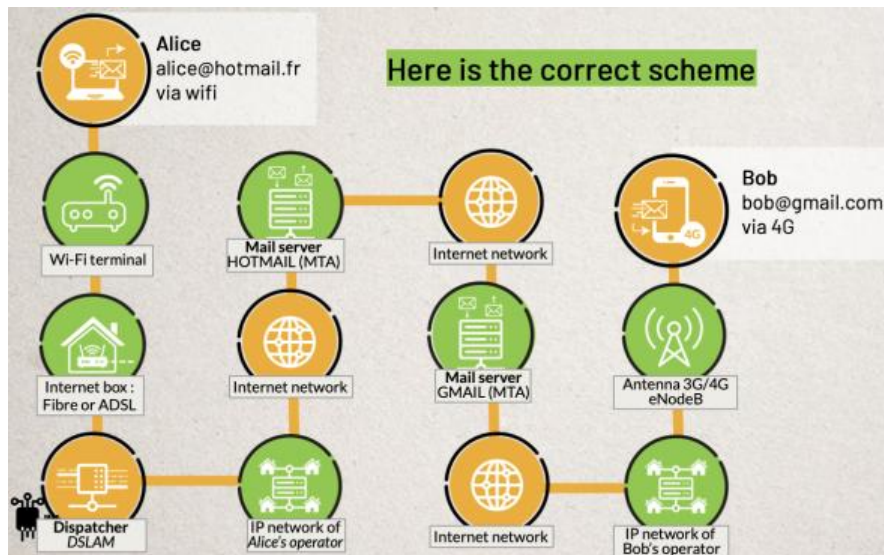 Alice
alice@hotmail.fr
via wifi
Here is the correct scheme
Wi-Fi terminal
Internet box :
Fibre or ADSL
Dispatcher
DSLAM
IP network of
Alice's operator
Internet network
Mail server
HOTMAIL (MTA)
Internet network
Mail server
GMAIL (MTA)
Internet network
IP network of
Bob's operator
Antenna 3G/4G
eNodeB
4G
Bob
bob@gmail.com
via 4G